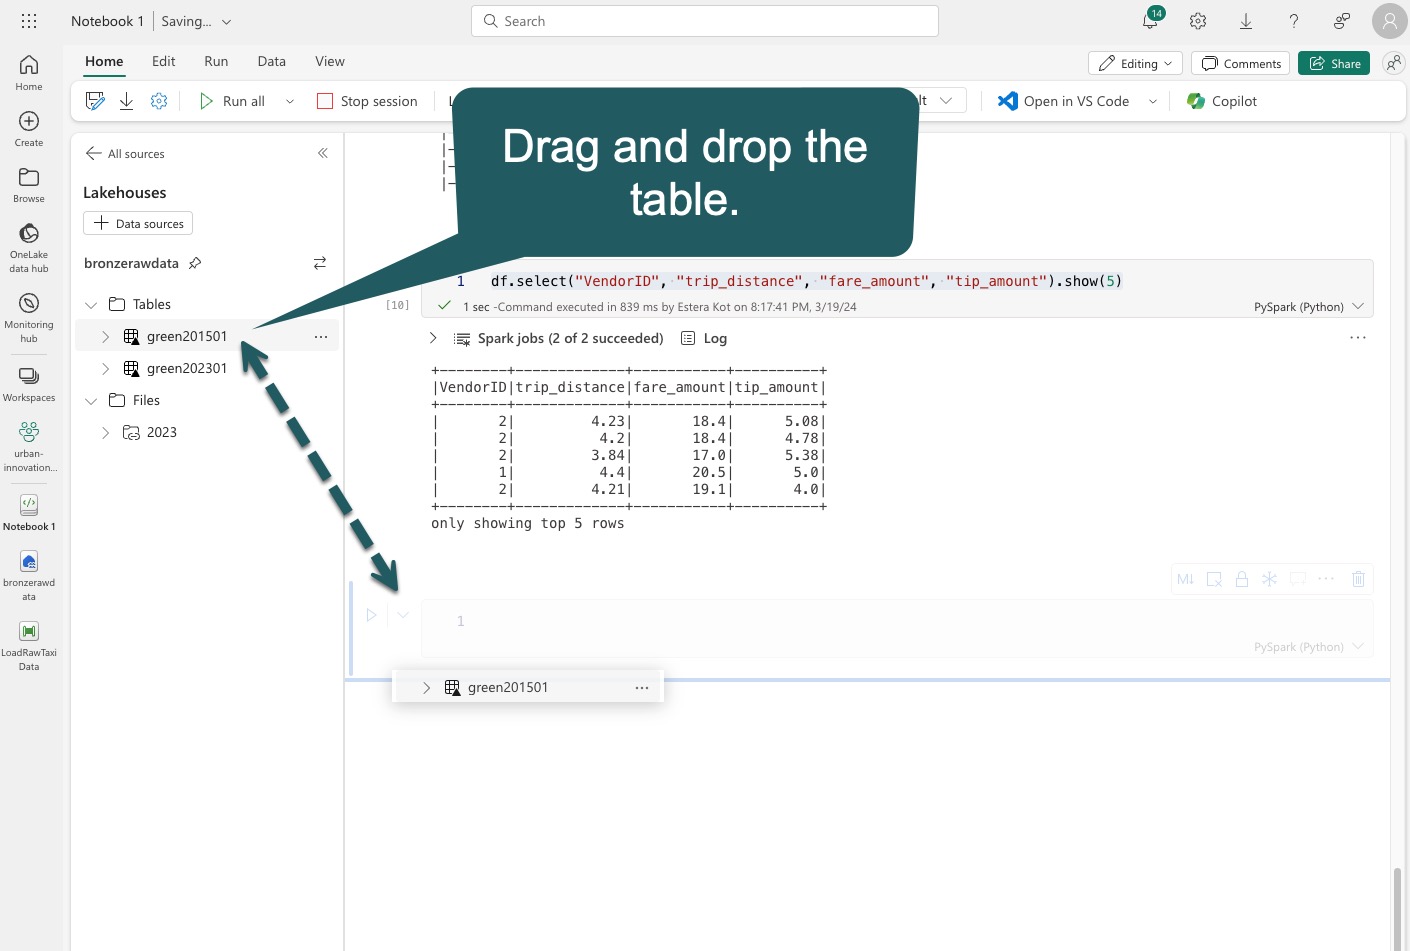 Notebook 1 Saving...
Search
14
Home Edit Run Data View
Editing Comments Share
Run all Stop session
Open in VS Code Copilot
Drag and drop the
table.
Home
Create
Browse
OneLake
data hub
Monitoring
hub
Workspaces
urban-
innovation...
Notebook 1
bronzerawd
ata
LoadRawTaxi
Data
All sources
Lakehouses
Data sources
bronzerawdata
Tables
green201501
green202301
Files
2023
1 df.select("VendorID", "trip_distance", "fare_amount", "tip_amount").show(5)
[10]
1 sec -Command executed in 839 ms by Estera Kot on 8:17:41 PM, 3/19/24 PySpark (Python)
Spark jobs (2 of 2 succeeded) Log
+--------+-------------+-----------+----------+
|VendorID|trip_distance|fare_amount|tip_amount|
+--------+-------------+-----------+----------+
| 2| 4.23| 18.4| 5.08|
| 2| 4.2| 18.4| 4.78|
| 2| 3.84| 17.0| 5.38|
| 1| 4.4| 20.5| 5.0|
| 2| 4.21| 19.1| 4.0|
+--------+-------------+-----------+----------+
only showing top 5 rows
M↓
1
PySpark (Python)
green201501